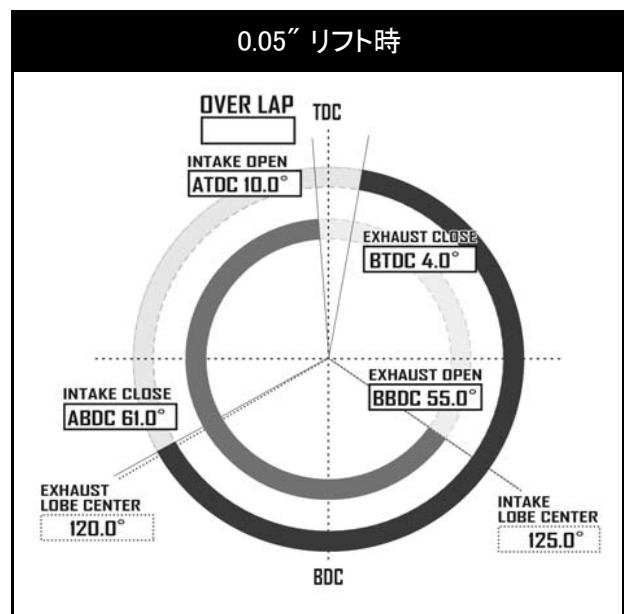 0.05″ リフト時
OVER LAP
TDC
INTAKE OPEN
ATDC 10.0°
EXHAUST CLOSE
BTDC 4.0°
EXHAUST OPEN
BBDC 55.0°
INTAKE CLOSE
ABDC 61.0°
EXHAUST
LOBE CENTER
120.0°
INTAKE
LOBE CENTER
125.0°
BDC